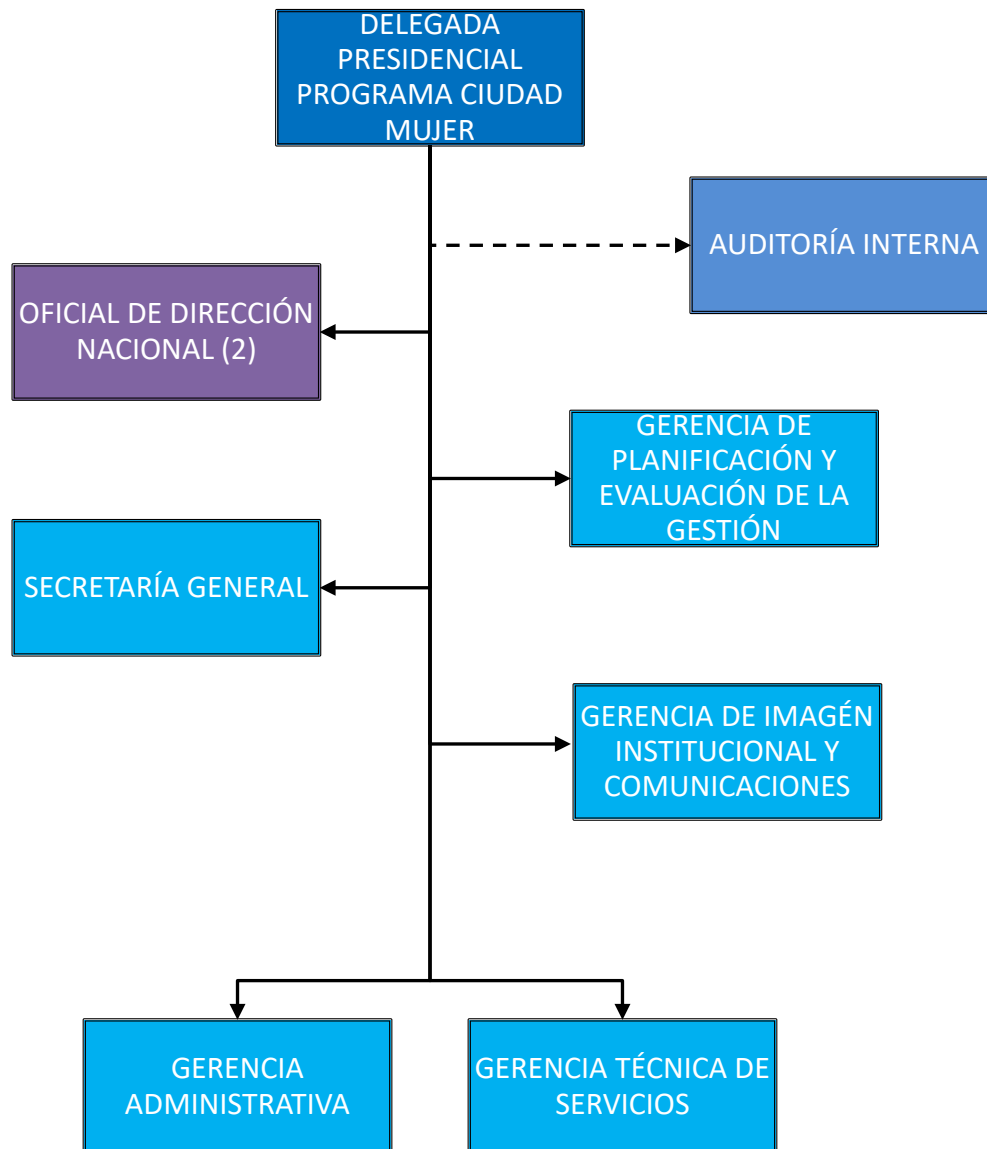 DELEGADA
PRESIDENCIAL
PROGRAMA CIUDAD
MUJER
AUDITORÍA INTERNA
OFICIAL DE DIRECCIÓN
NACIONAL (2)
GERENCIA DE
PLANIFICACIÓN Y
EVALUACIÓN DE LA
GESTIÓN
SECRETARÍA GENERAL
GERENCIA DE IMAGÉN
INSTITUCIONAL Y
COMUNICACIONES
GERENCIA
ADMINISTRATIVA
GERENCIA TÉCNICA DE
SERVICIOS